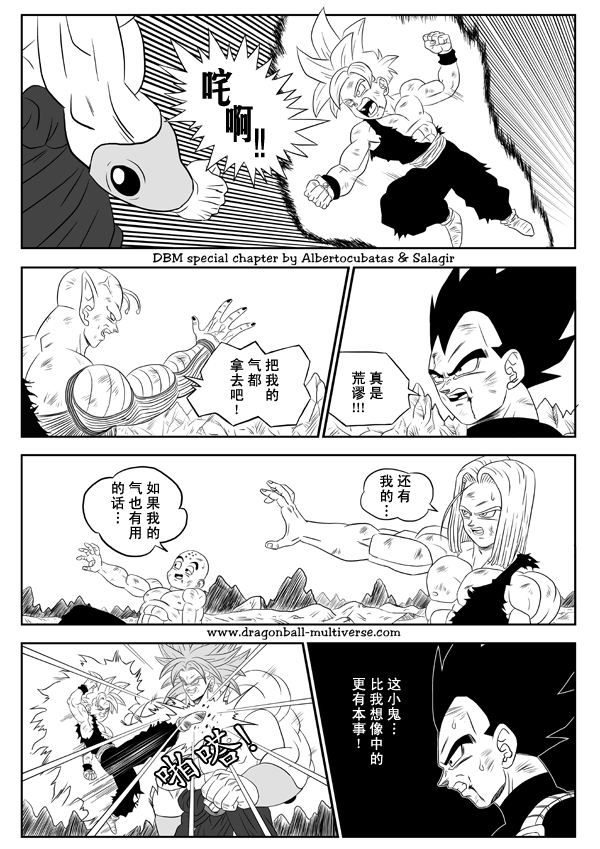 咤
啊!!
DBM special chapter by Albertocubatas & Salagir
真是
荒谬
!!!
把我的
气都
拿去吧！
还有
我的…
如果我的
气也有用
的话…
www.dragonball-multiverse.com
这小鬼…
比我想像中的
更有本事！
啪嗒！